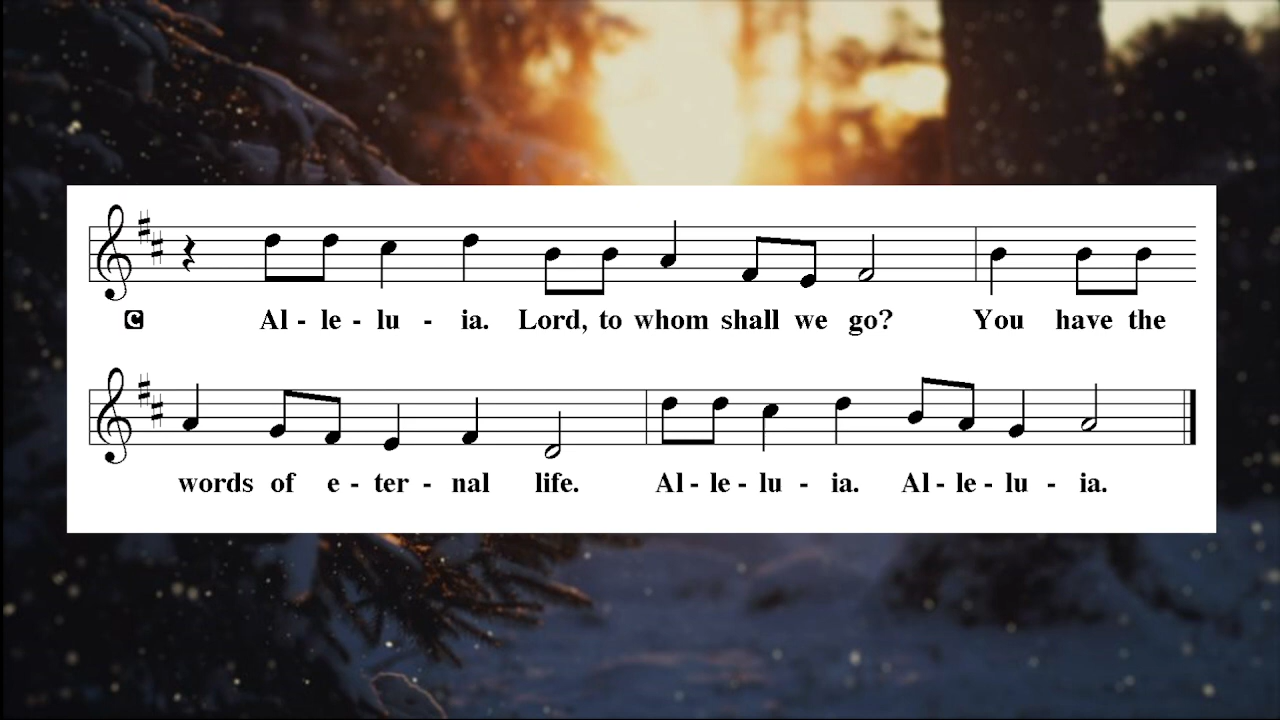 C Al - le - lu - ia. Lord, to whom shall we go? You have the
words of e - ter - nal life. Al - le - lu - ia. Al - le - lu - ia.